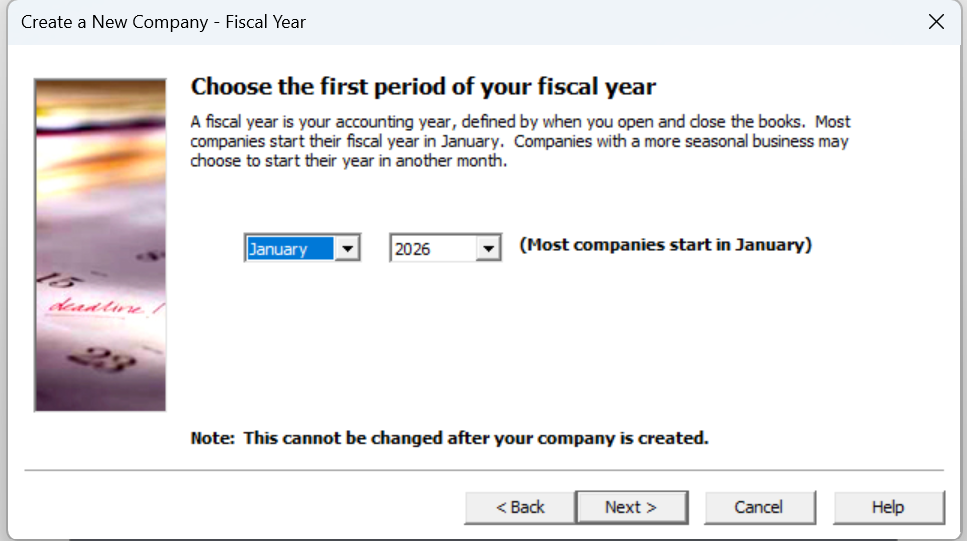 Create a New Company - Fiscal Year
Choose the first period of your fiscal year
A fiscal year is your accounting year, defined by when you open and close the books.  Most
companies start their fiscal year in January.  Companies with a more seasonal business may
choose to start their year in another month.
January 2026 (Most companies start in January)
15
deadline!
23
Note:  This cannot be changed after your company is created.
< Back Next > Cancel Help